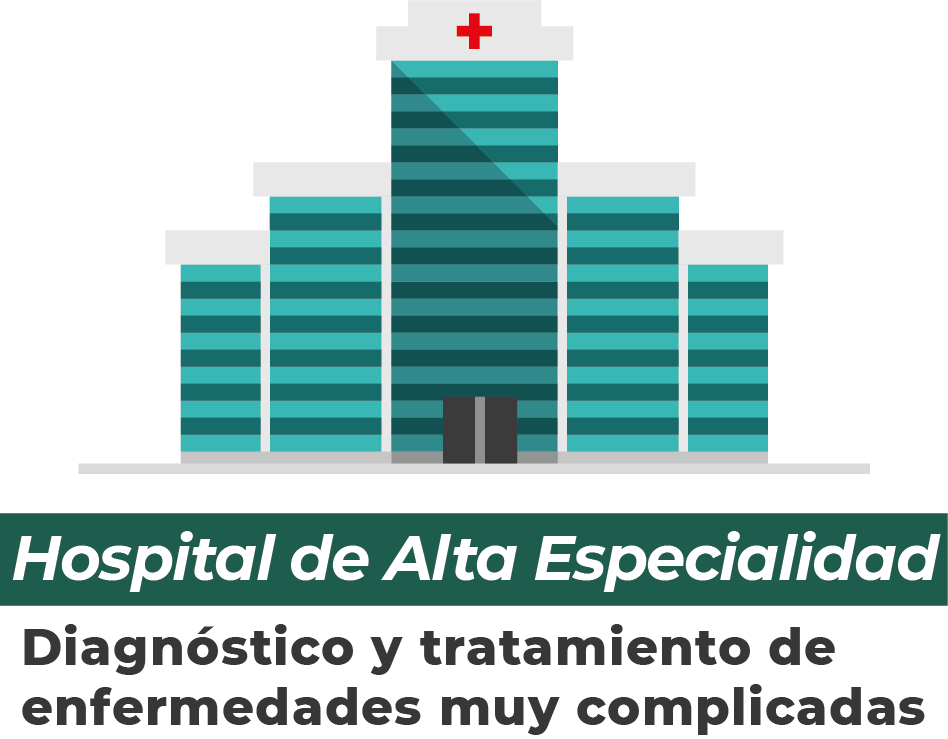 Hospital de Alta Especialidad
Diagnóstico y tratamiento de
enfermedades muy complicadas